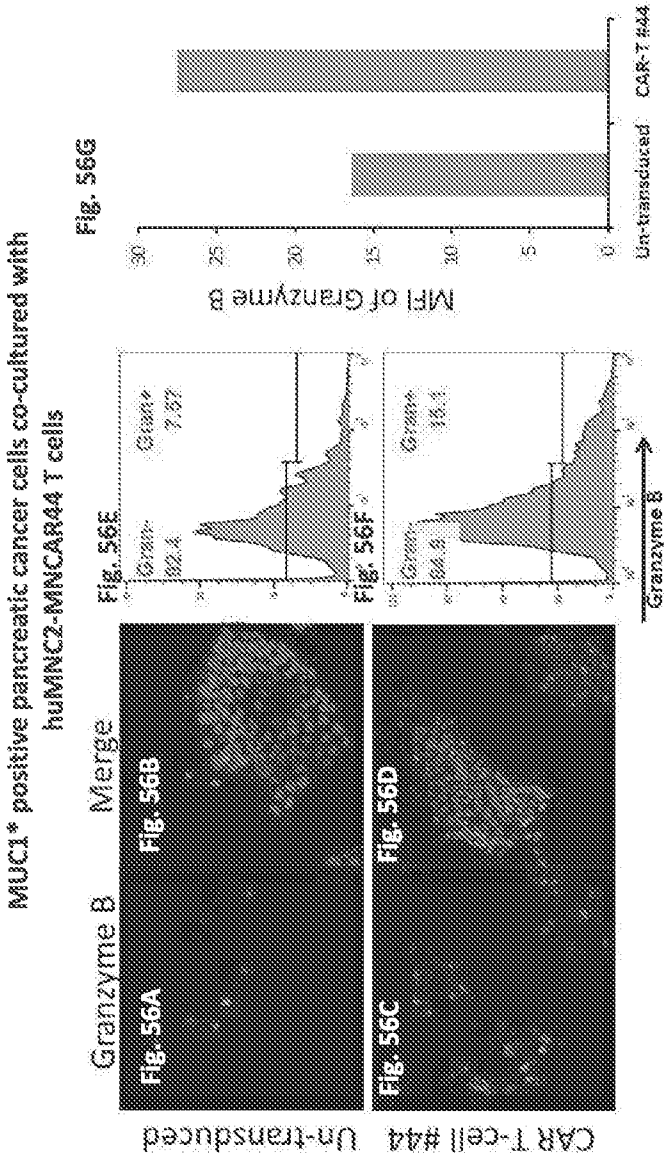 MUC1* positive pancreatic cancer cells co-cultured with
huMNC2-MNCAR44 T cells
Granzyme B Merge
Un-transduced
Fig. 56A
Fig. 56B
CAR T-cell #44
Fig. 56C
Fig. 56D
Fig. 56E
Gran-
92.4
Gran+
7.57
Fig. 56F
Gran-
84.9
Gran+
15.1
Granzyme B
Fig. 56G
MFI of Granzyme B
30
25
20
15
10
5
0
Un-transduced CAR-T #44